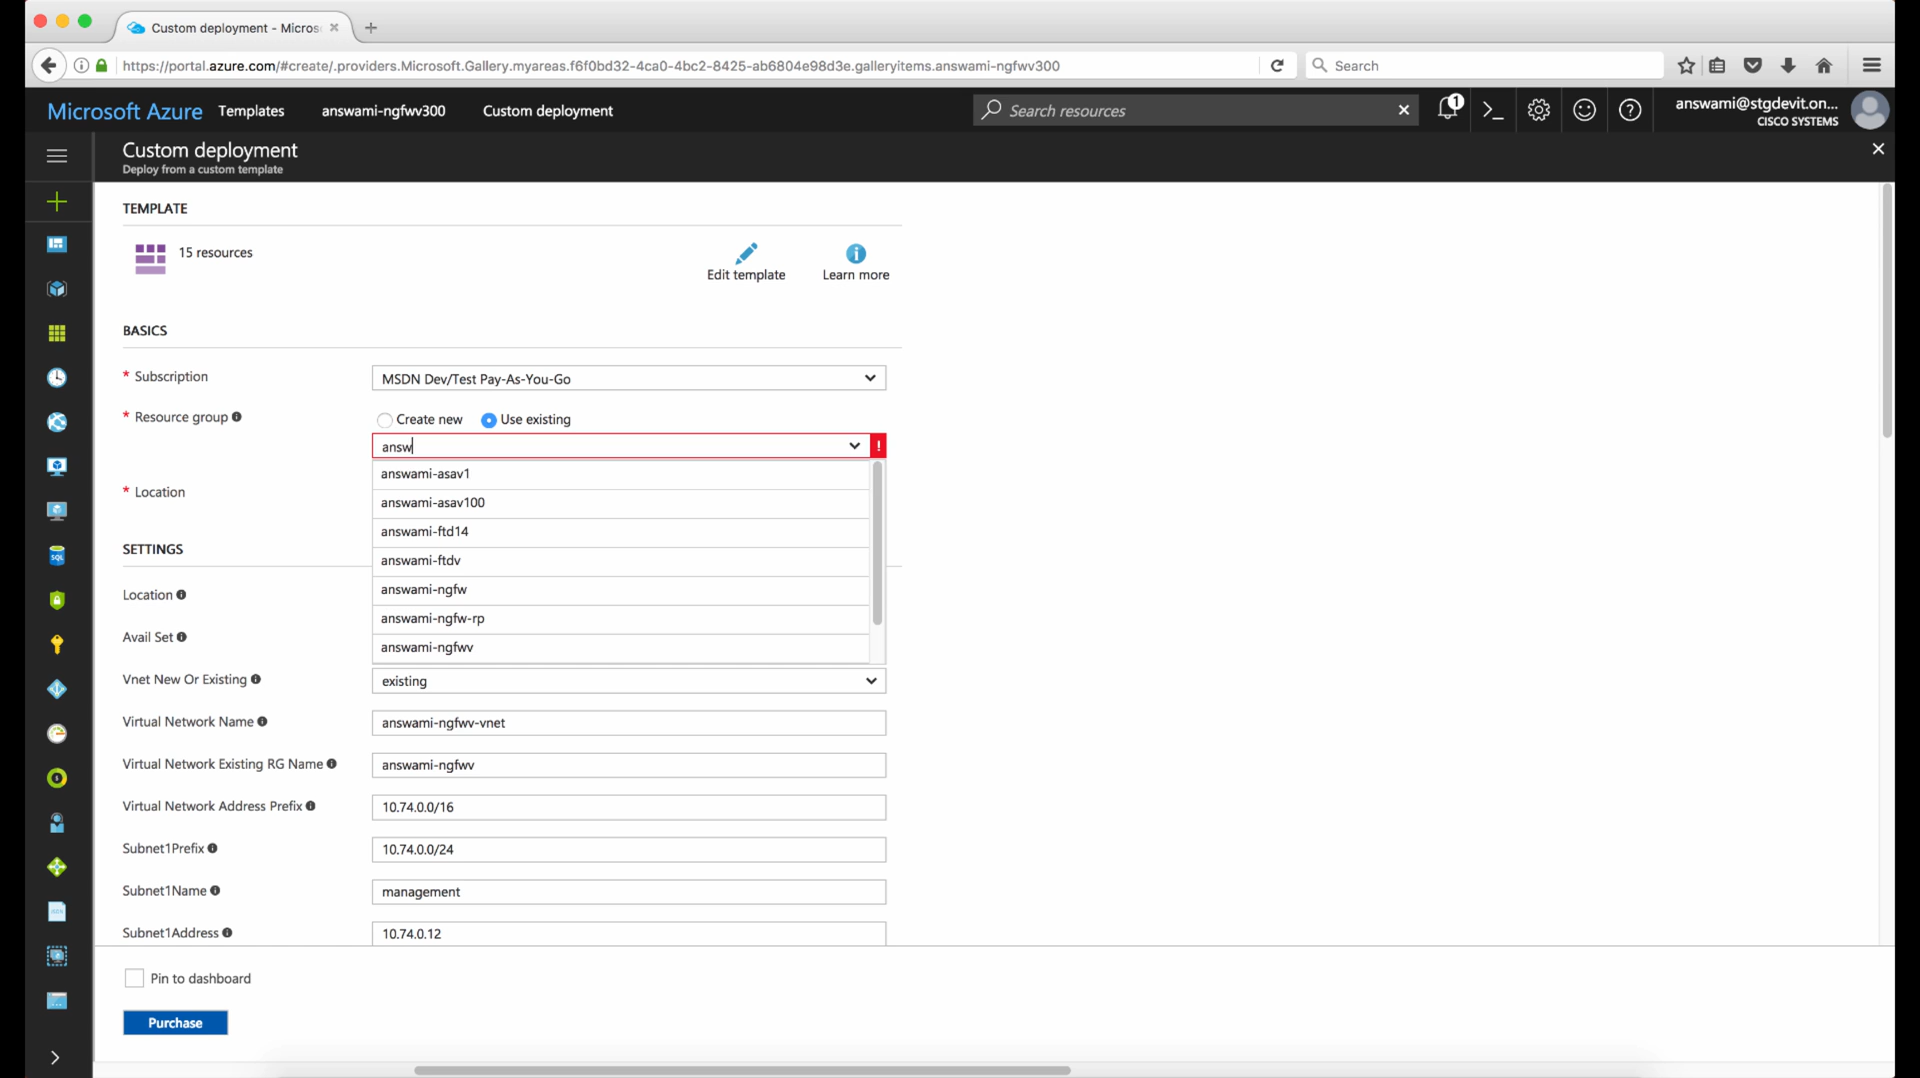 Custom deployment - Micros
https://portal.azure.com/#create/.providers.Microsoft.Gallery.myareas.f6f0bd32-4ca0-4bc2-8425-ab6804e98d3e.galleryitems.answami-ngfwv300
Search
Microsoft Azure Templates answami-ngfwv300 Custom deployment
Search resources
1
answami@stgdevit.on...
CISCO SYSTEMS
Custom deployment
Deploy from a custom template
TEMPLATE
15 resources
Edit template
Learn more
BASICS
* Subscription
MSDN Dev/Test Pay-As-You-Go
* Resource group
Create new
Use existing
answ
!
answami-asav1
answami-asav100
answami-ftd14
answami-ftdv
answami-ngfw
answami-ngfw-rp
answami-ngfwv
* Location
SETTINGS
Location
Avail Set
Vnet New Or Existing
existing
Virtual Network Name
answami-ngfwv-vnet
Virtual Network Existing RG Name
answami-ngfwv
Virtual Network Address Prefix
10.74.0.0/16
Subnet1Prefix
10.74.0.0/24
Subnet1Name
management
Subnet1Address
10.74.0.12
SQL
Pin to dashboard
Purchase